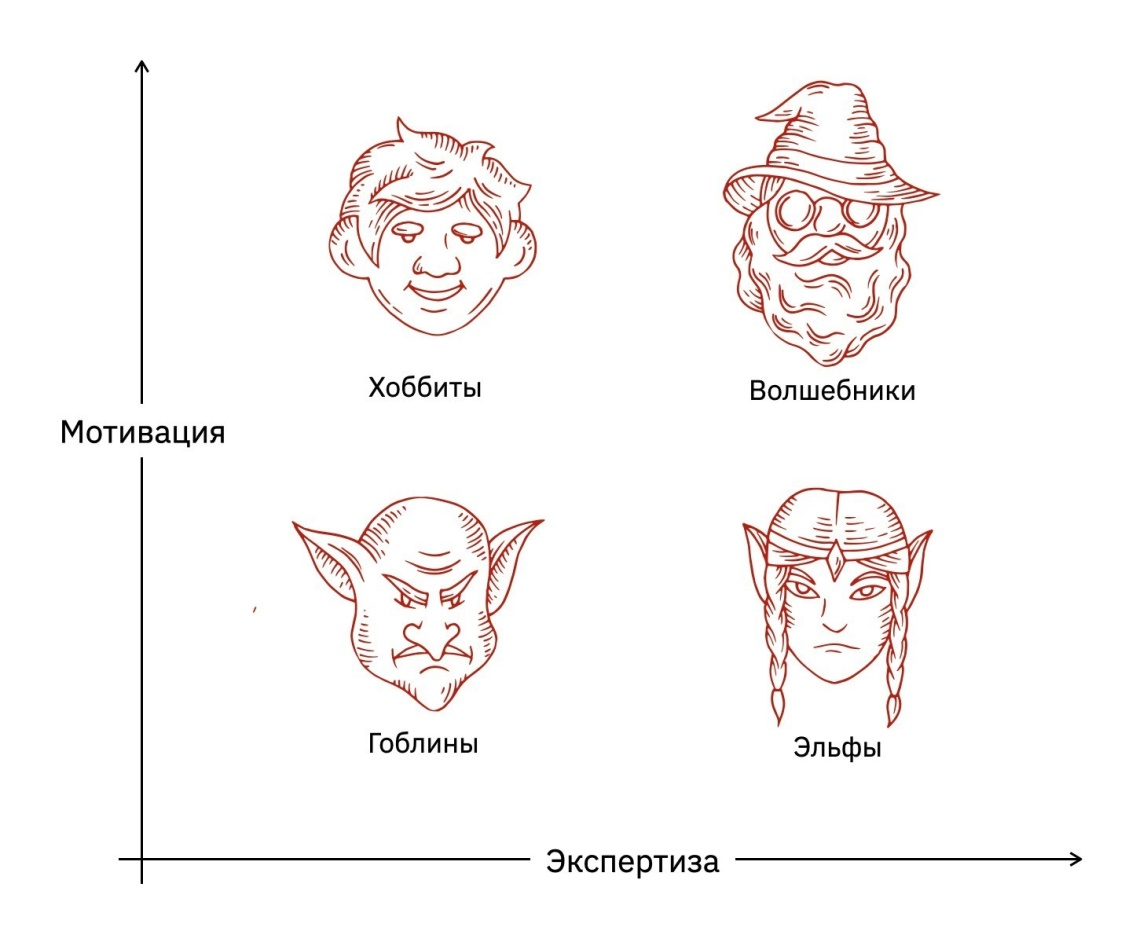 Хоббиты
Волшебники
Мотивация
Гоблины
Эльфы
Экспертиза